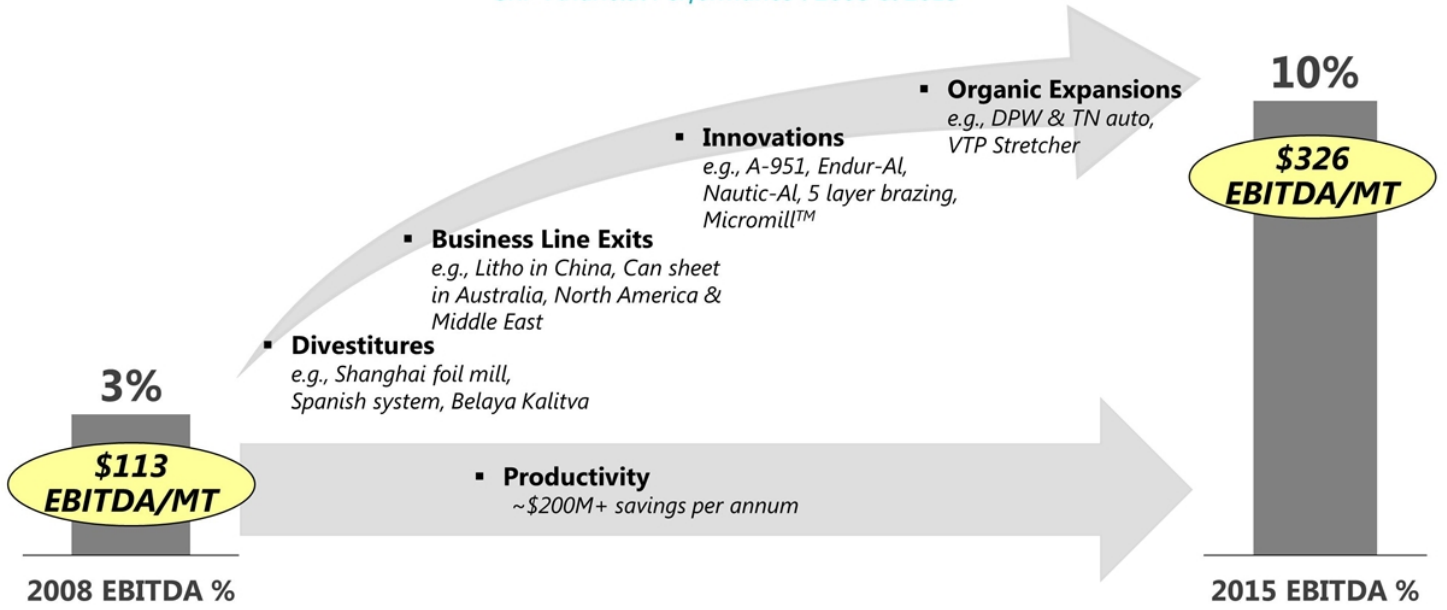 10%
▪ Organic Expansions
e.g., DPW & TN auto,
VTP Stretcher
$326
EBITDA/MT
▪ Innovations
e.g., A-951, Endur-Al,
Nautic-Al, 5 layer brazing,
Micromill™
▪ Business Line Exits
e.g., Litho in China, Can sheet
in Australia, North America &
Middle East
▪ Divestitures
e.g., Shanghai foil mill,
Spanish system, Belaya Kalitva
3%
$113
EBITDA/MT
▪ Productivity
~$200M+ savings per annum
2008 EBITDA %
2015 EBITDA %